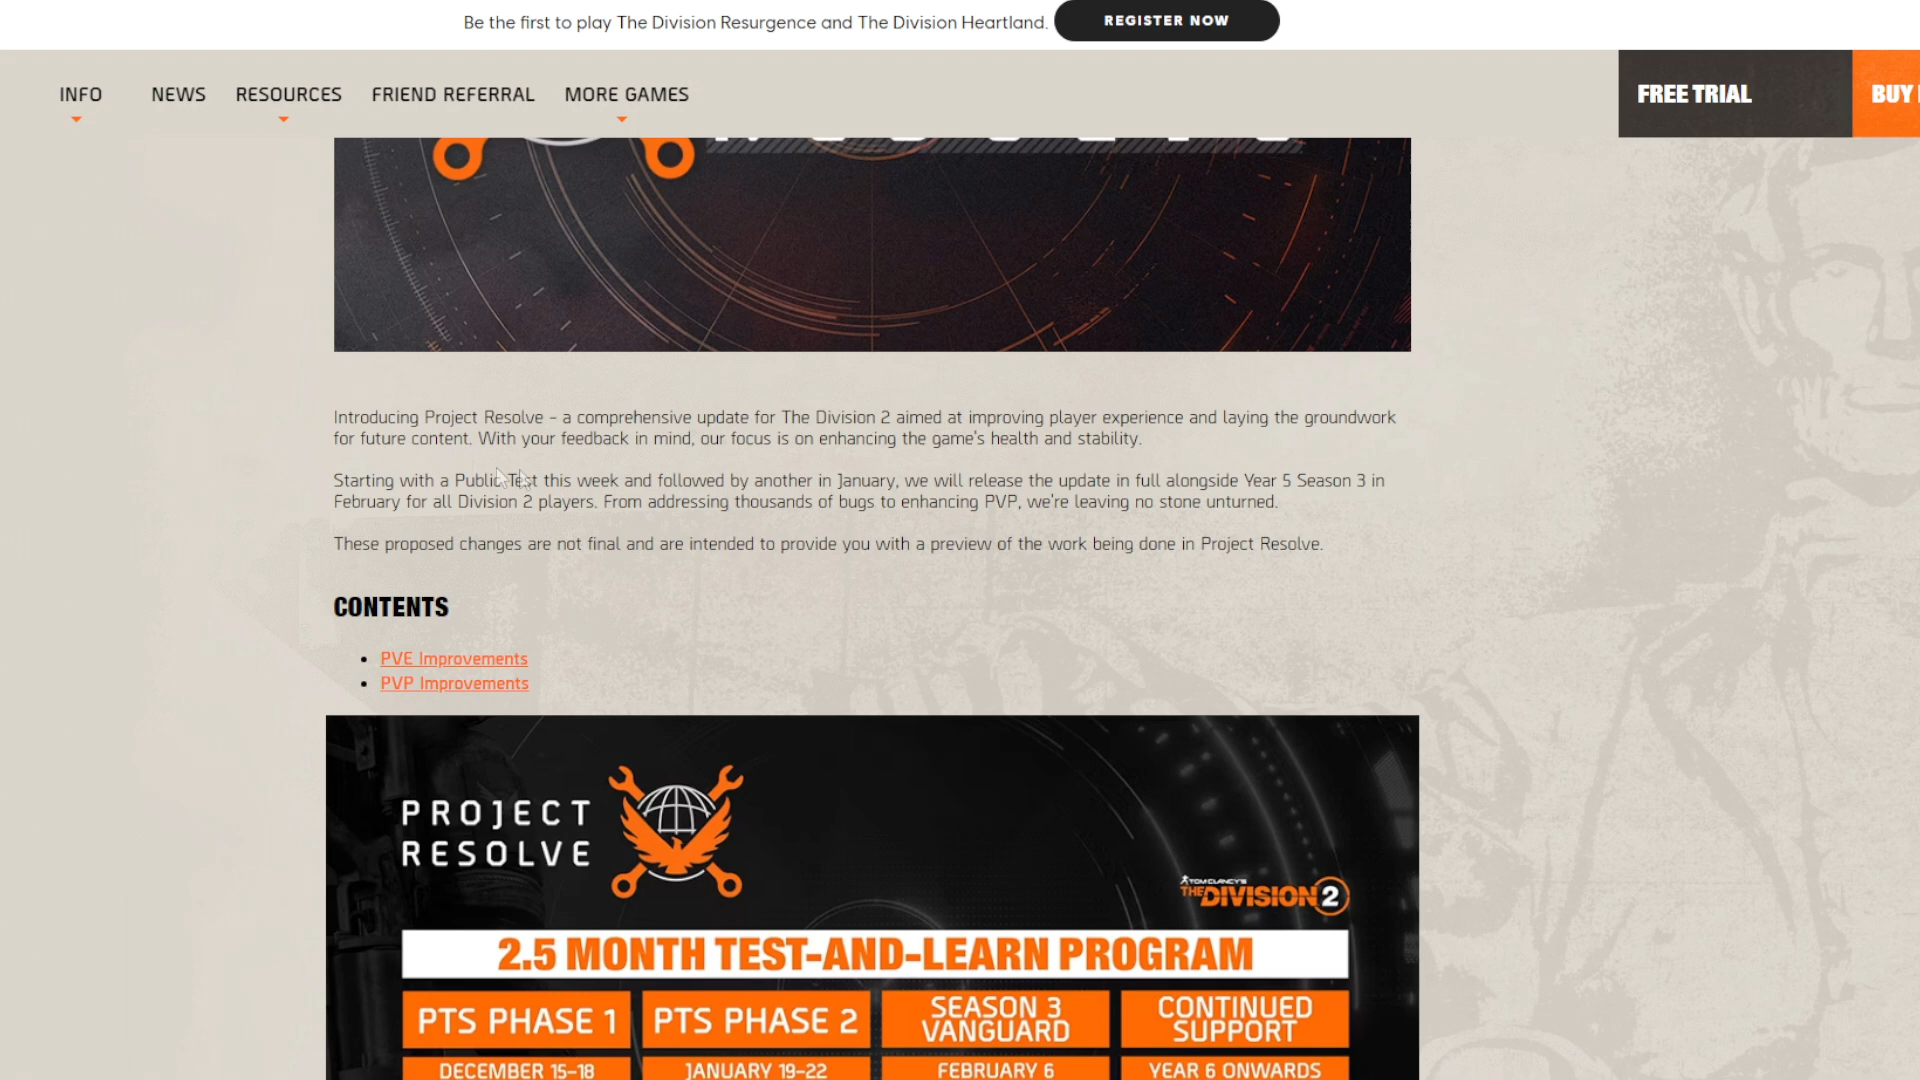 Be the first to play The Division Resurgence and The Division Heartland.
REGISTER NOW
INFO
NEWS
RESOURCES
FRIEND REFERRAL
MORE GAMES
FREE TRIAL
BUY
Introducing Project Resolve – a comprehensive update for The Division 2 aimed at improving player experience and laying the groundwork
for future content. With your feedback in mind, our focus is on enhancing the game's health and stability.
Starting with a Public Test this week and followed by another in January, we will release the update in full alongside Year 5 Season 3 in
February for all Division 2 players. From addressing thousands of bugs to enhancing PVP, we're leaving no stone unturned.
These proposed changes are not final and are intended to provide you with a preview of the work being done in Project Resolve.
CONTENTS
PVE Improvements
PVP Improvements
PROJECT
RESOLVE
TOM CLANCY'S
THE DIVISION 2
2.5 MONTH TEST-AND-LEARN PROGRAM
PTS PHASE 1
PTS PHASE 2
SEASON 3
VANGUARD
CONTINUED
SUPPORT
DECEMBER 15-18
JANUARY 19-22
FEBRUARY 6
YEAR 6 ONWARDS